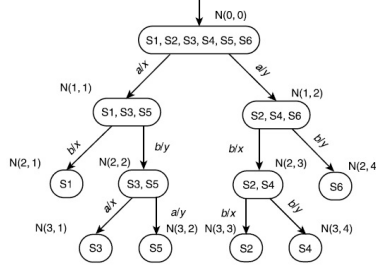 N(0, 0)
S1, S2, S3, S4, S5, S6
a/x
a/y
N(1, 1)
N(1, 2)
S1, S3, S5
S2, S4, S6
b/x
b/y
b/x
b/y
N(2, 1)
N(2, 2)
N(2, 3)
N(2, 4)
S1
S3, S5
S2, S4
S6
a/x
a/y
b/x
b/y
N(3, 1)
N(3, 2)
N(3, 3)
N(3, 4)
S3
S5
S2
S4